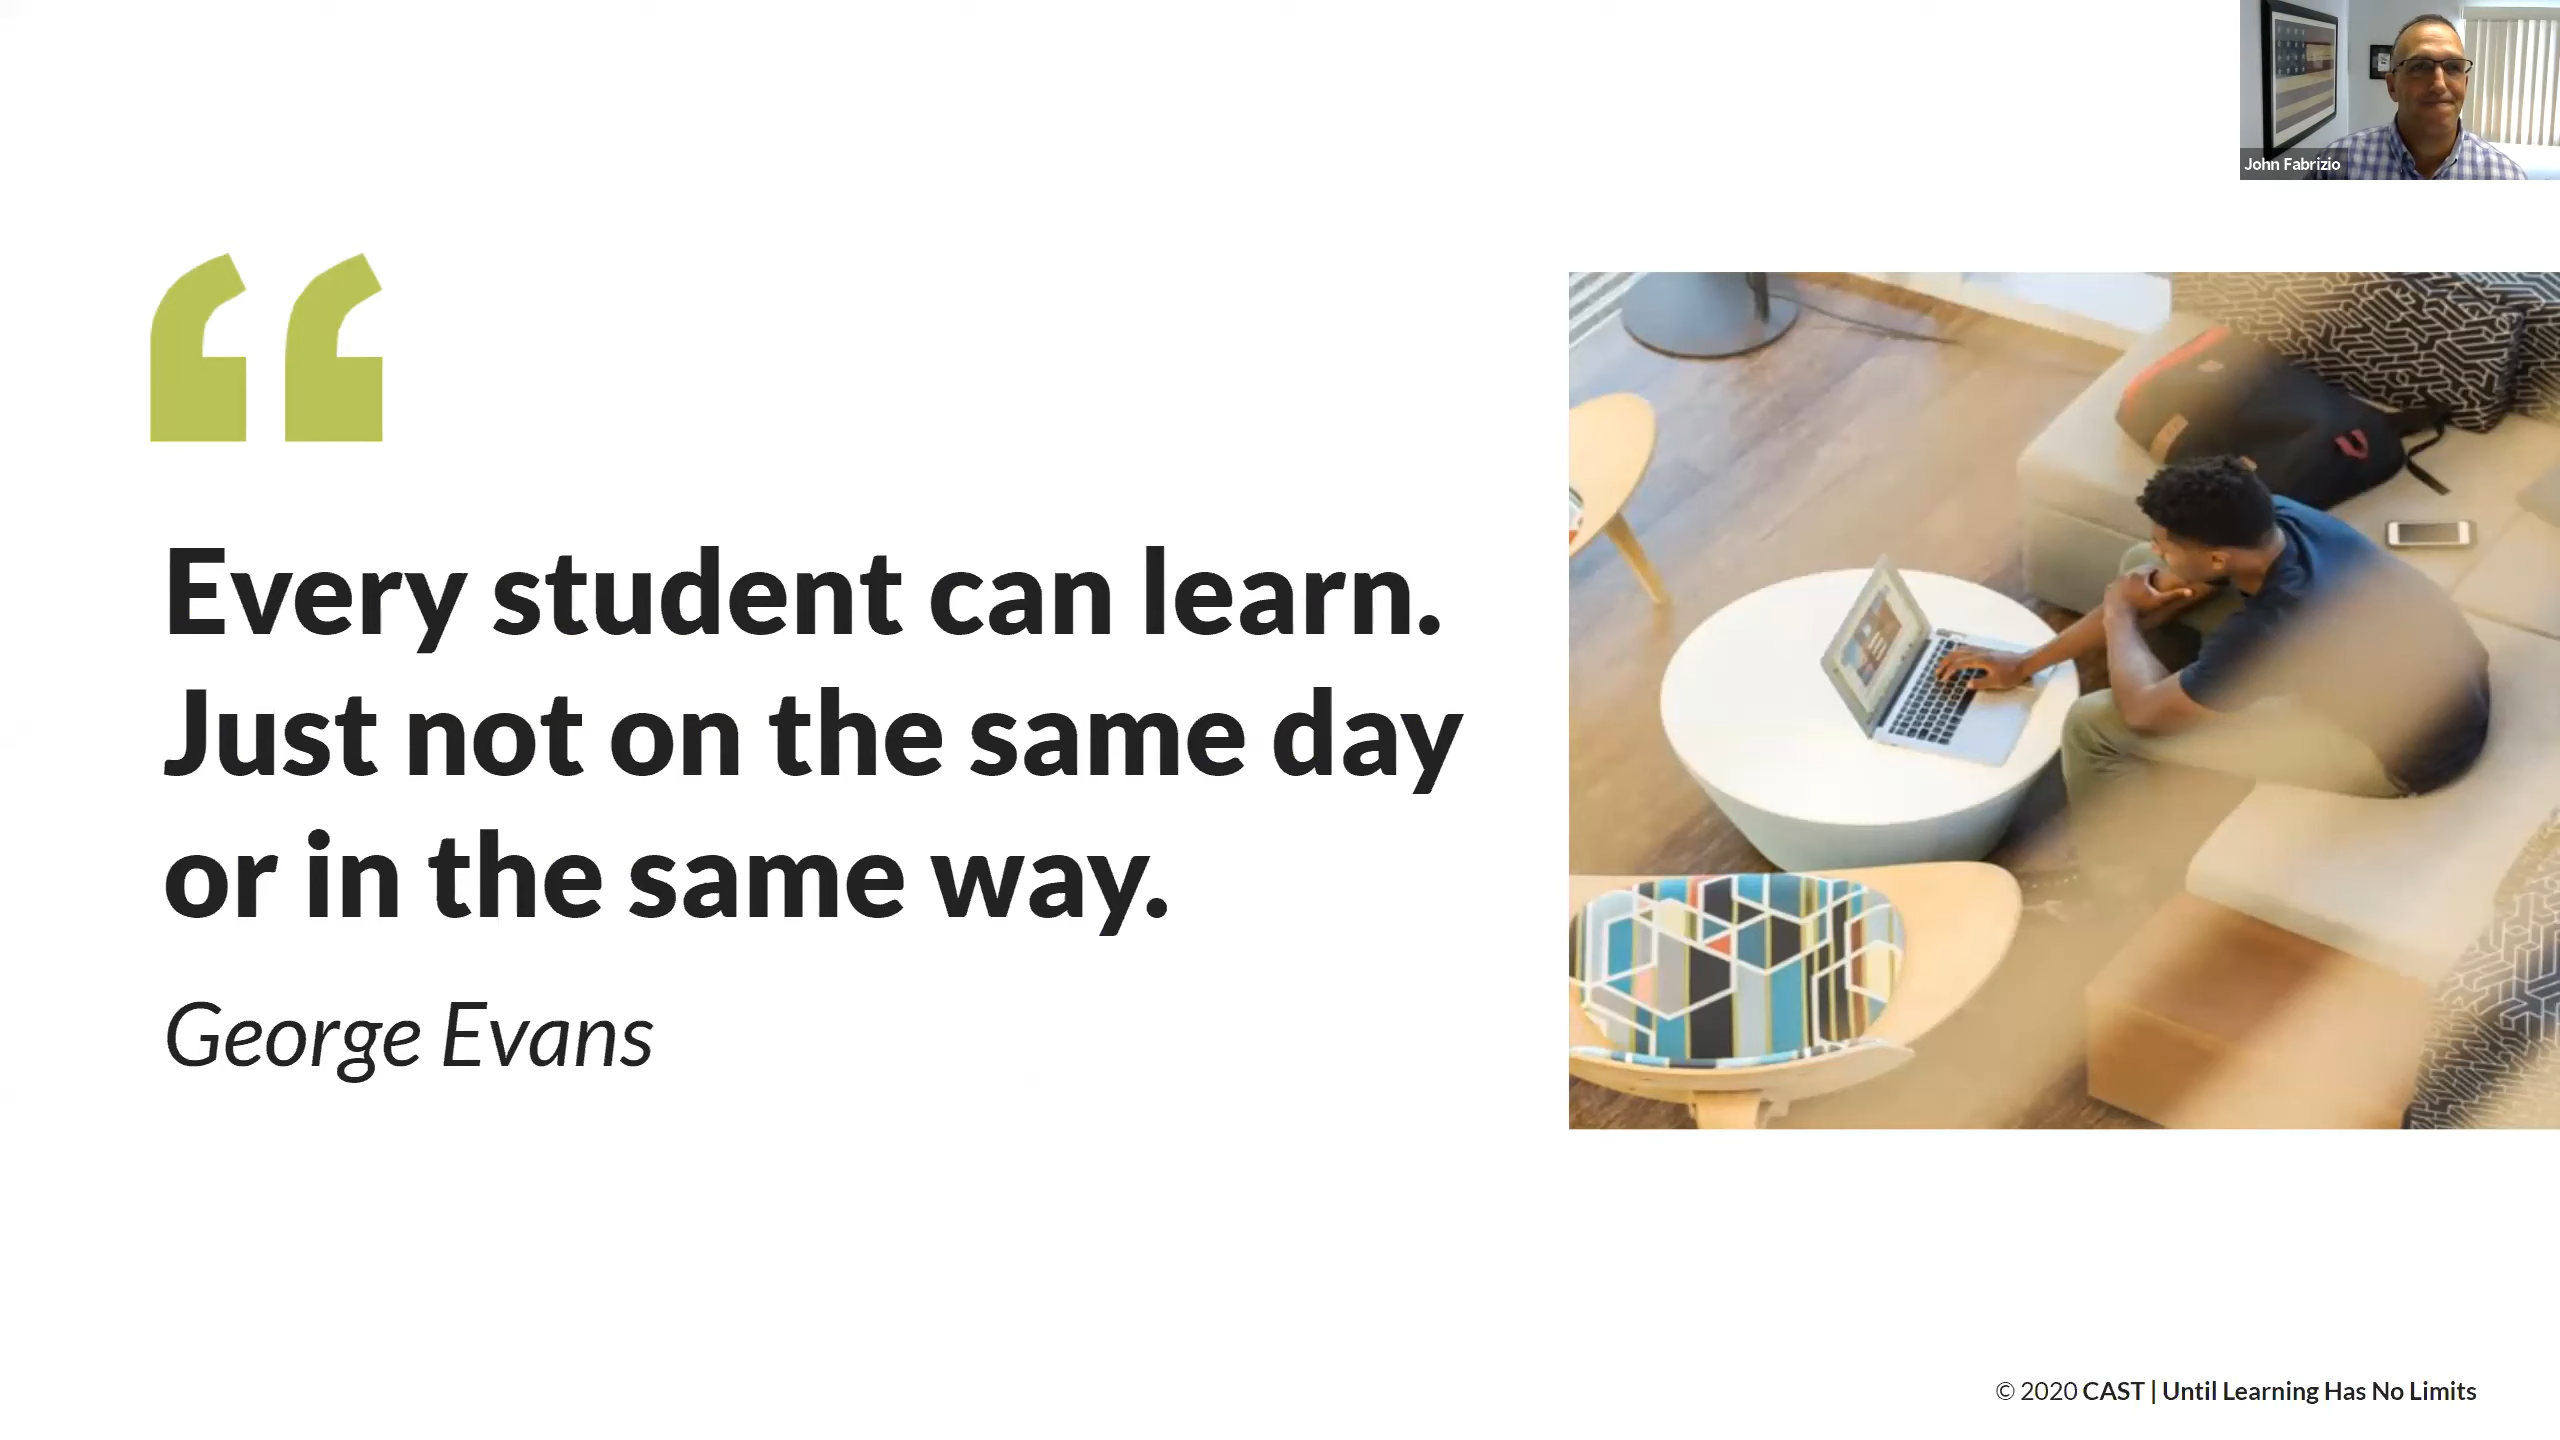 John Fabrizio
Every student can learn.
Just not on the same day
or in the same way.
George Evans
© 2020 CAST | Until Learning Has No Limits